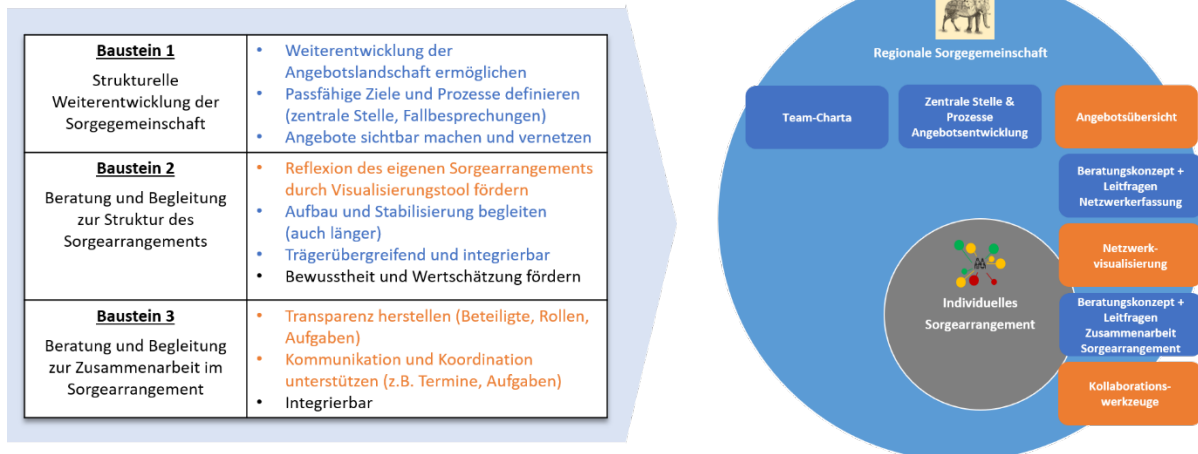 Baustein 1
Strukturelle
Weiterentwicklung der
Sorgegemeinschaft
• Weiterentwicklung der
Angebotslandschaft ermöglichen
• Passfähige Ziele und Prozesse definieren
(zentrale Stelle, Fallbesprechungen)
• Angebote sichtbar machen und vernetzen
Baustein 2
Beratung und Begleitung
zur Struktur des
Sorgearrangements
• Reflexion des eigenen Sorgearrangements
durch Visualisierungstool fördern
• Aufbau und Stabilisierung begleiten
(auch länger)
• Trägerübergreifend und integrierbar
• Bewusstheit und Wertschätzung fördern
Baustein 3
Beratung und Begleitung
zur Zusammenarbeit im
Sorgearrangement
• Transparenz herstellen (Beteiligte, Rollen,
Aufgaben)
• Kommunikation und Koordination
unterstützen (z.B. Termine, Aufgaben)
• Integrierbar
Regionale Sorgegemeinschaft
Team-Charta
Zentrale Stelle &
Prozesse
Angebotsentwicklung
Angebotsübersicht
Beratungskonzept +
Leitfragen
Netzwerkerfassung
Netzwerk-
visualisierung
Individuelles
Sorgearrangement
Beratungskonzept +
Leitfragen
Zusammenarbeit
Sorgearrangement
Kollaborations-
werkzeuge